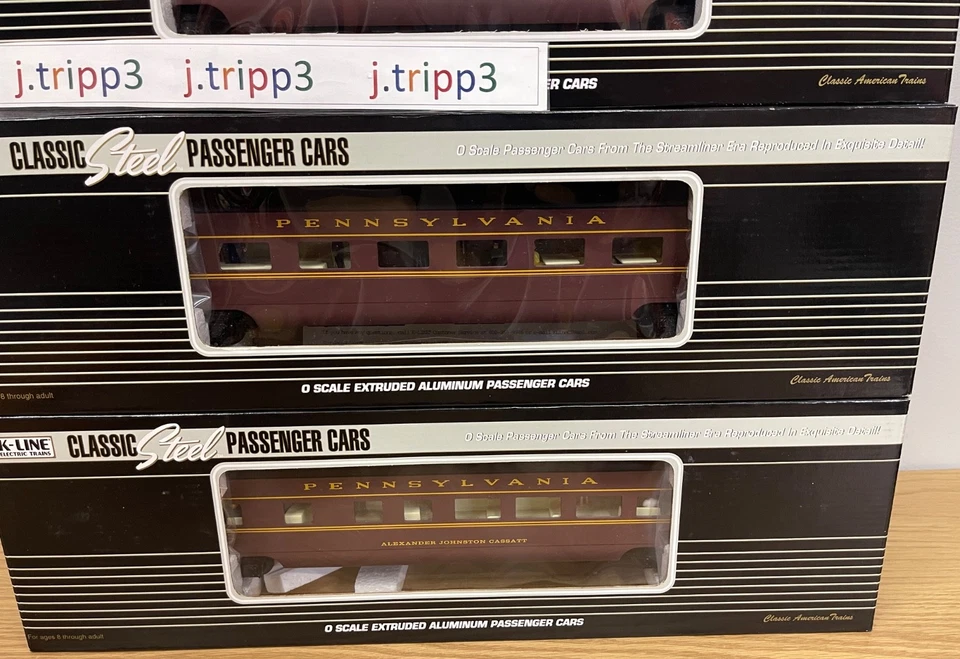 j.tripp3 j.tripp3 j.tripp3
ER CARS
Classic American Trains
CLASSIC Steel PASSENGER CARS
O Scale Passenger Cars From The Streamliner Era Reproduced In Exquisite Detail!
PENNSYLVANIA
8 through adult
O SCALE EXTRUDED ALUMINUM PASSENGER CARS
Classic American Trains
K-LINE
ELECTRIC TRAINS
CLASSIC Steel PASSENGER CARS
O Scale Passenger Cars From The Streamliner Era Reproduced In Exquisite Detail!
PENNSYLVANIA
ALEXANDER JOHNSTON CASSATT
For ages 8 through adult
O SCALE EXTRUDED ALUMINUM PASSENGER CARS
Classic American Trains